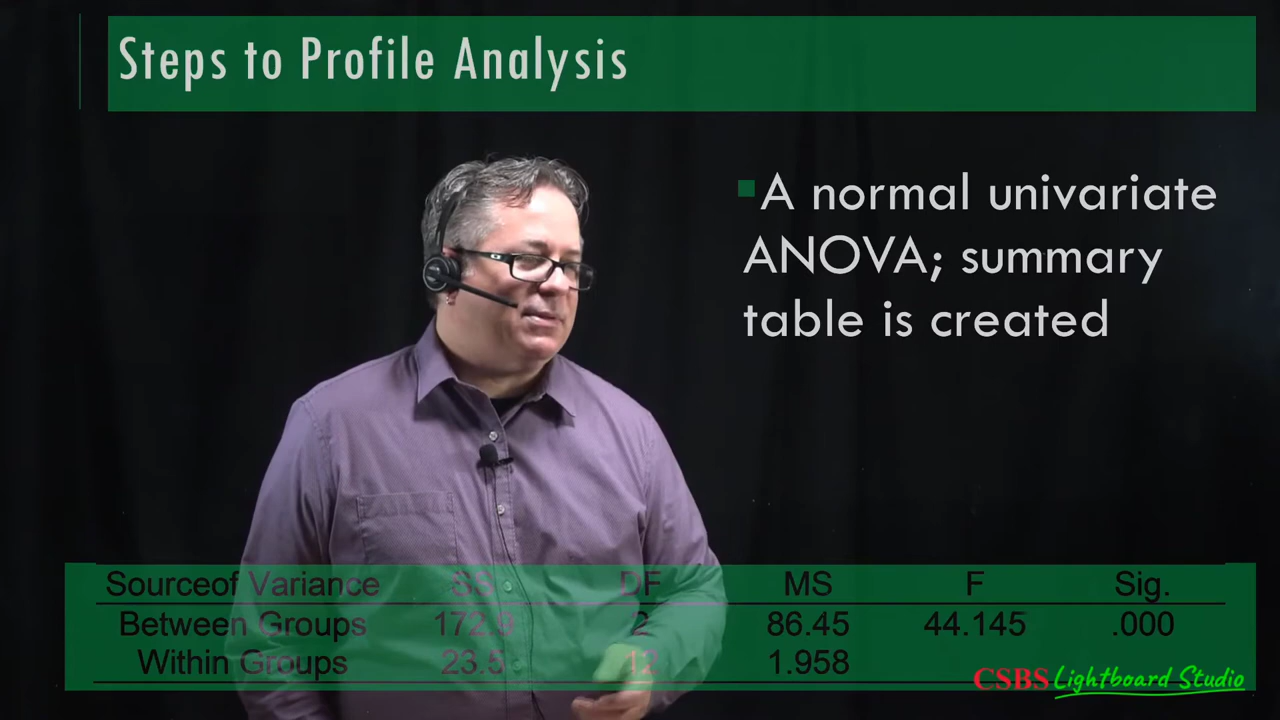 Steps to Profile Analysis
A normal univariate
ANOVA; summary
table is created
Sourceof Variance SS DF MS F Sig.
Between Groups 172.9 2 86.45 44.145 .000
Within Groups 23.5 12 1.958
CSBS Lightboard Studio